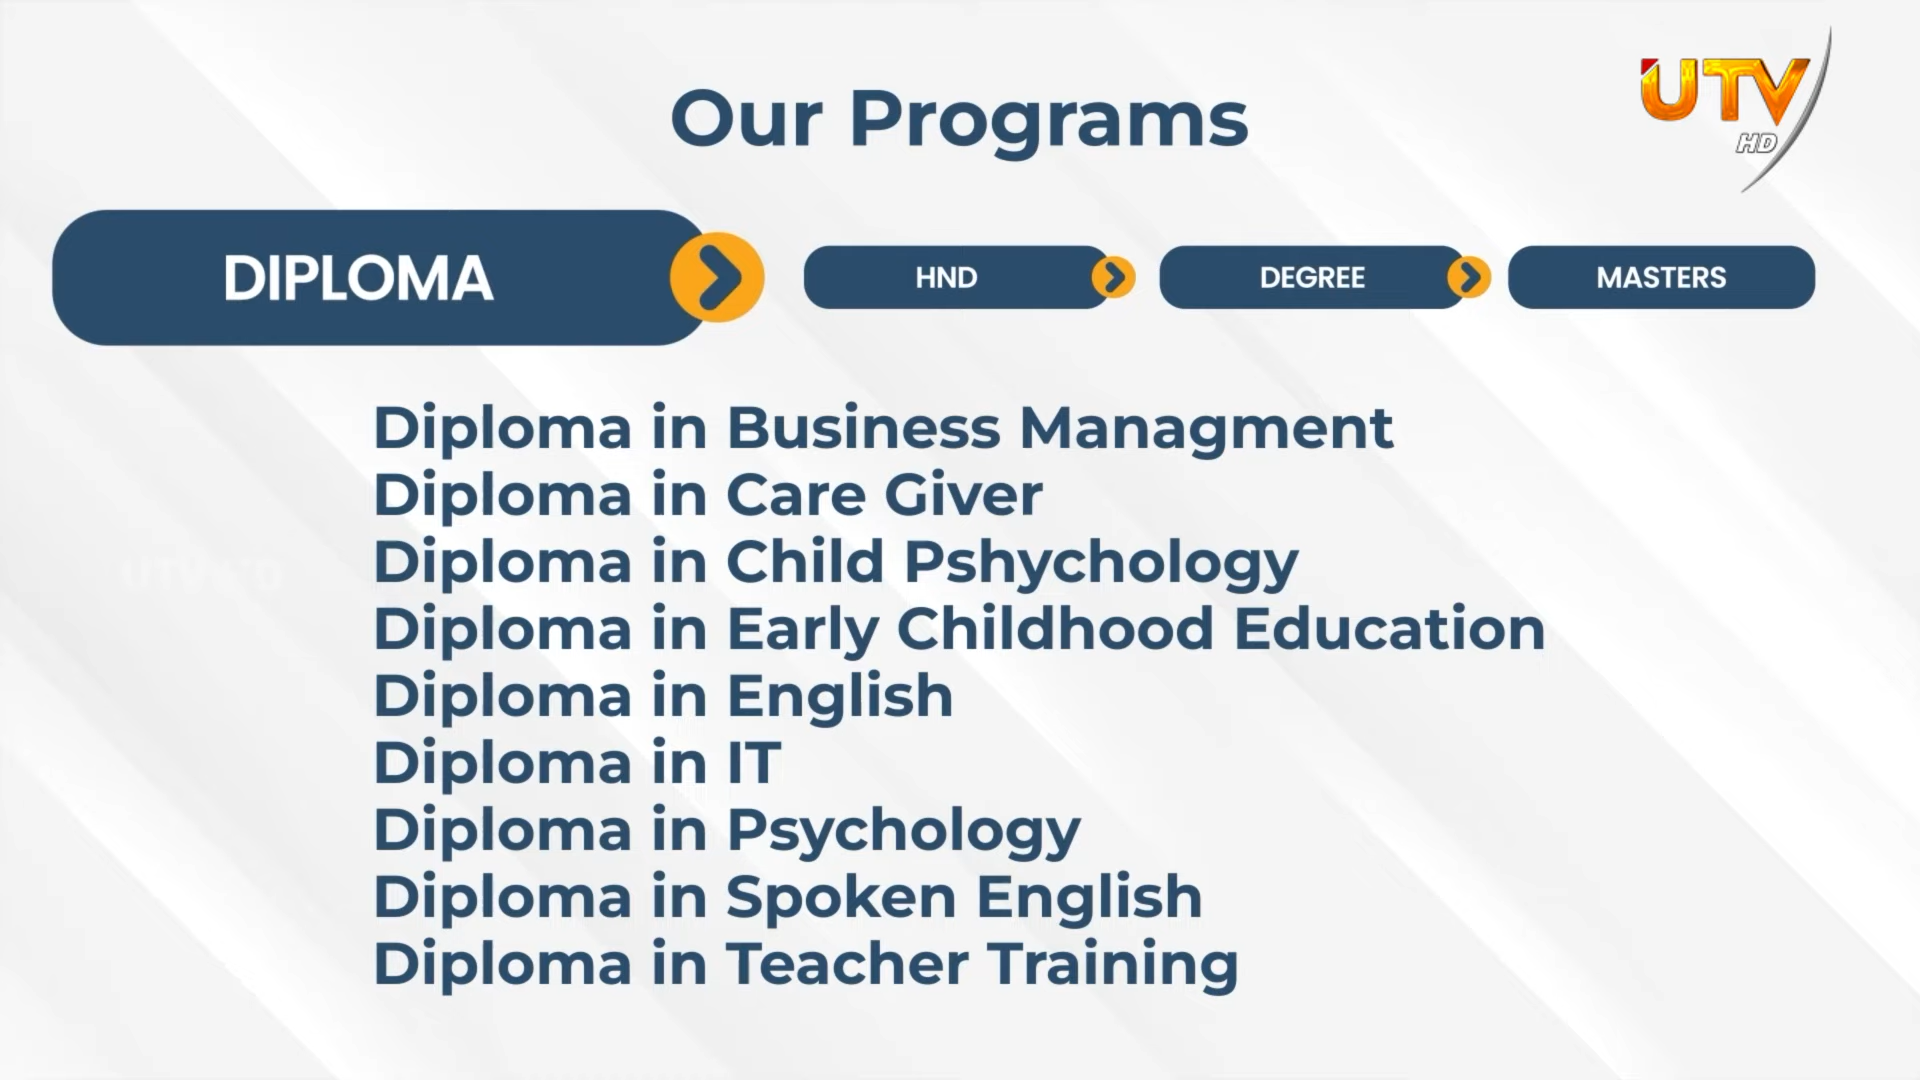 UTV
HD
Our Programs
DIPLOMA
HND
DEGREE
MASTERS
Diploma in Business Managment
Diploma in Care Giver
Diploma in Child Pshychology
Diploma in Early Childhood Education
Diploma in English
Diploma in IT
Diploma in Psychology
Diploma in Spoken English
Diploma in Teacher Training
UTV HD